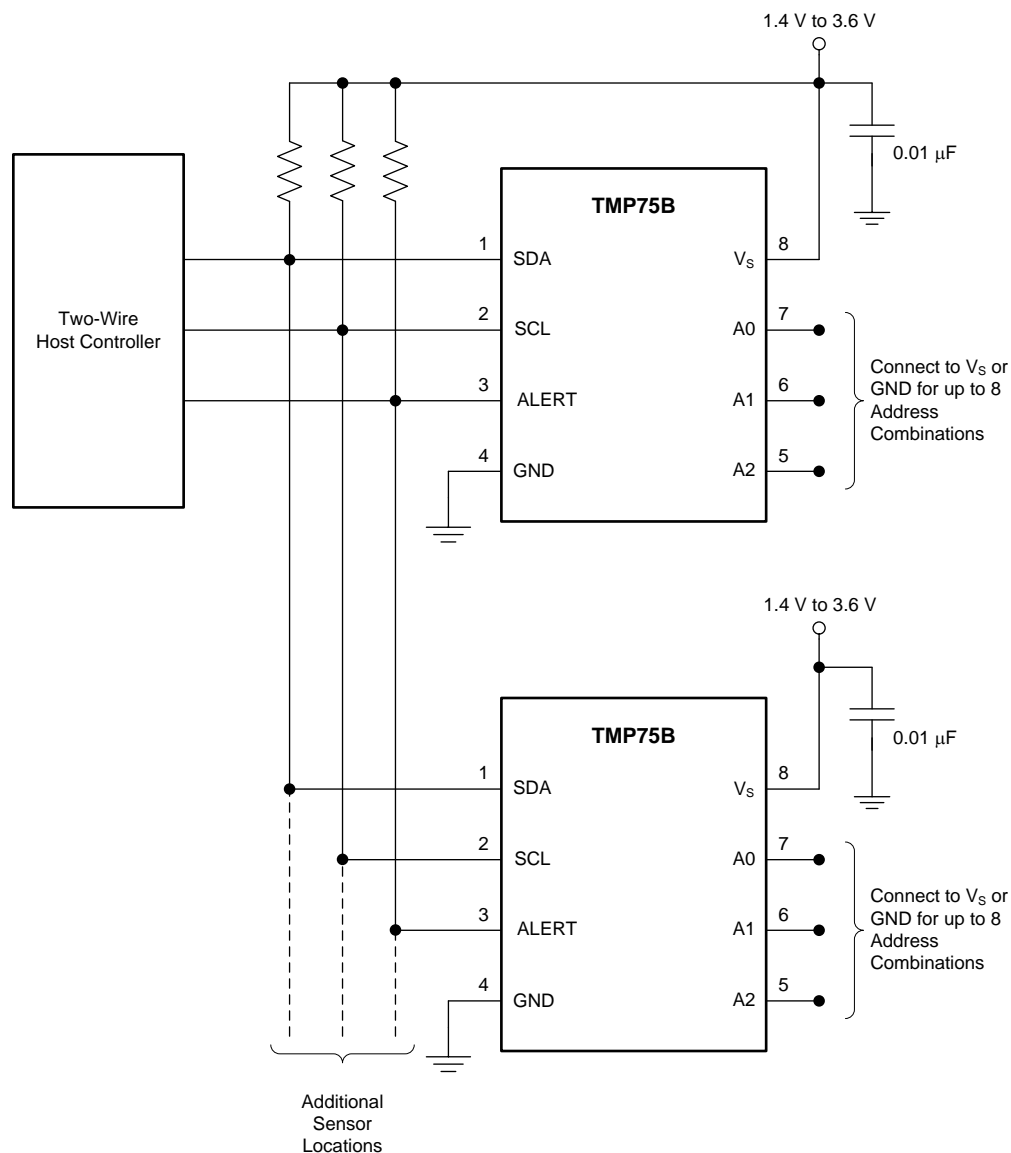 1.4 V to 3.6 V
0.01 μF
TMP75B
Two-Wire
Host Controller
1
SDA
2
SCL
3
ALERT
4
GND
8
VS
7
A0
6
A1
5
A2
Connect to VS or
GND for up to 8
Address
Combinations
1.4 V to 3.6 V
0.01 μF
TMP75B
1
SDA
2
SCL
3
ALERT
4
GND
8
VS
7
A0
6
A1
5
A2
Connect to VS or
GND for up to 8
Address
Combinations
Additional
Sensor
Locations